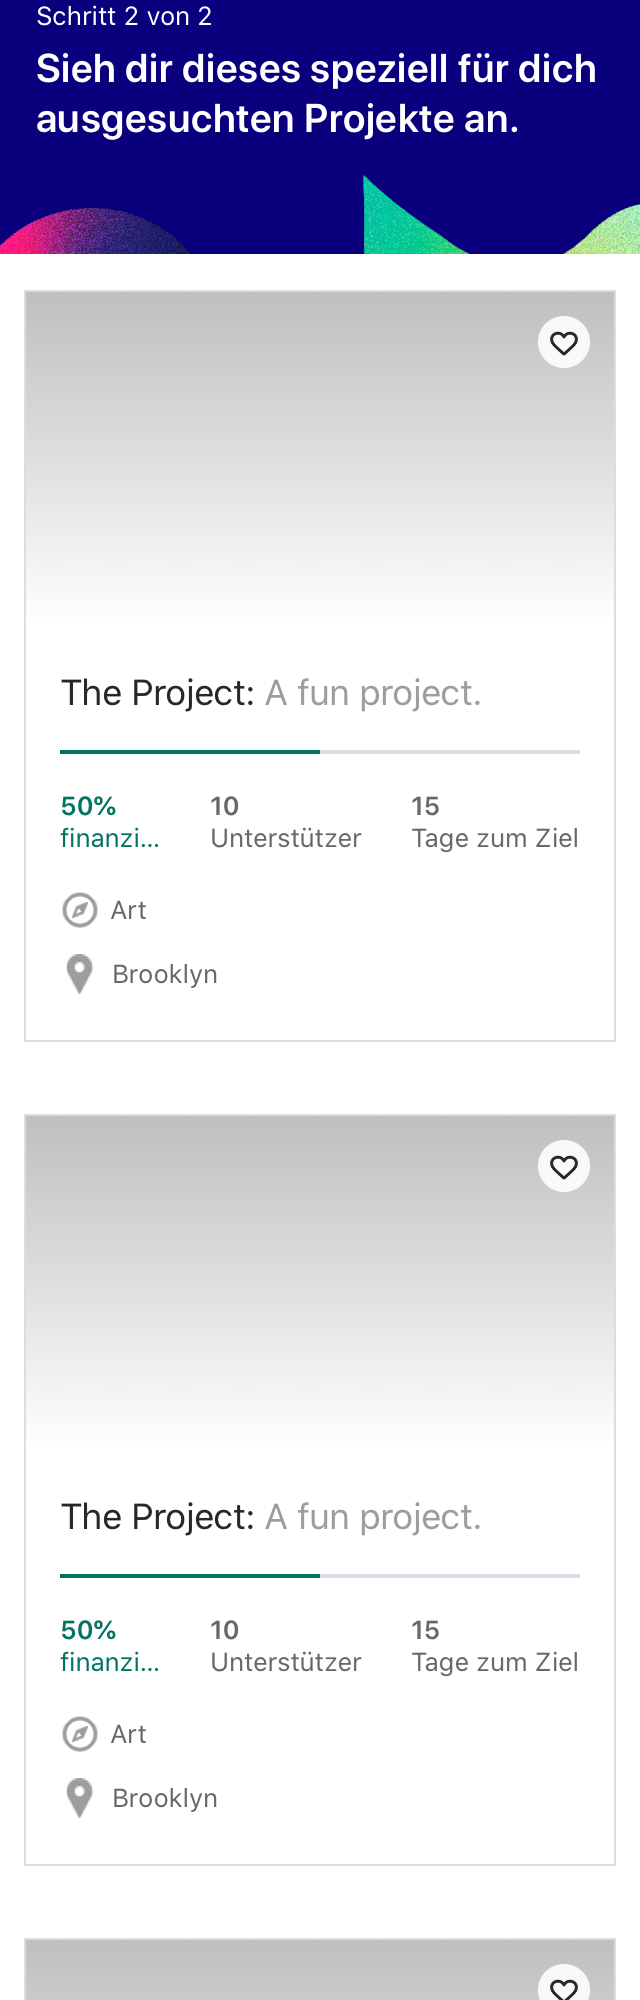 Schritt 2 von 2
Sieh dir dieses speziell für dich
ausgesuchten Projekte an.
The Project: A fun project.
50%
finanzi...
10
Unterstützer
15
Tage zum Ziel
Art
Brooklyn
The Project: A fun project.
50%
finanzi...
10
Unterstützer
15
Tage zum Ziel
Art
Brooklyn